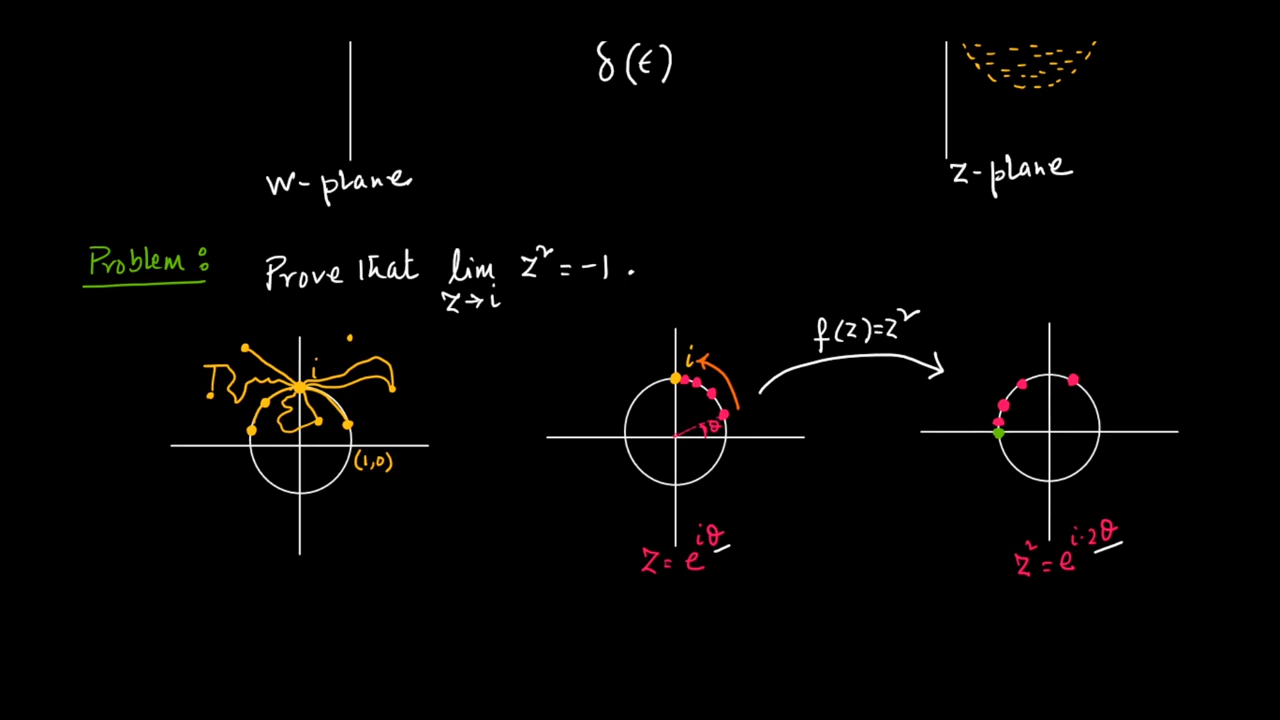 δ(ϵ)
w-plane
z-plane
Problem: Prove that lim z² = -1.
z→i
f(z)=z²
i
i
θ
(1,0)
z = e^{iθ}
z² = e^{i·2θ}